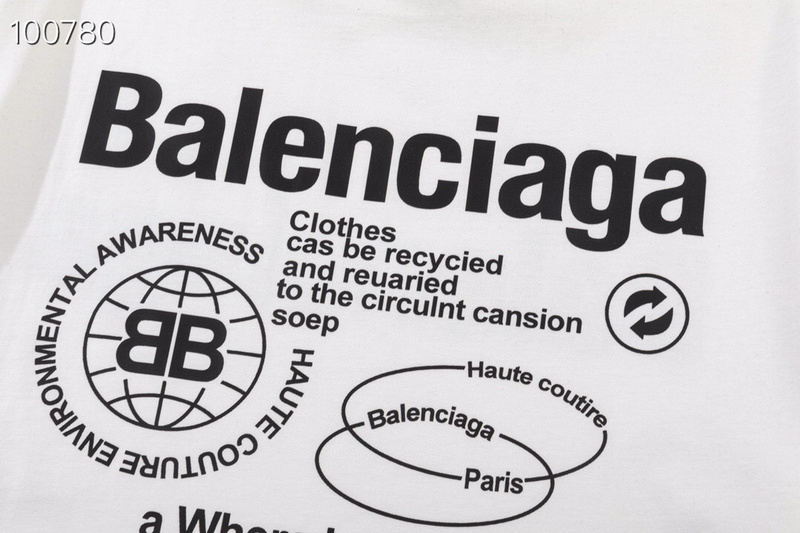 100780
Balenciaga
Clothes
cas be recycied
and reuaried
to the circulnt cansion
soep
ENVIRONMENTAL AWARENESS
HAUTE COUTURE
BB
Haute coutire
Balenciaga
Paris
a